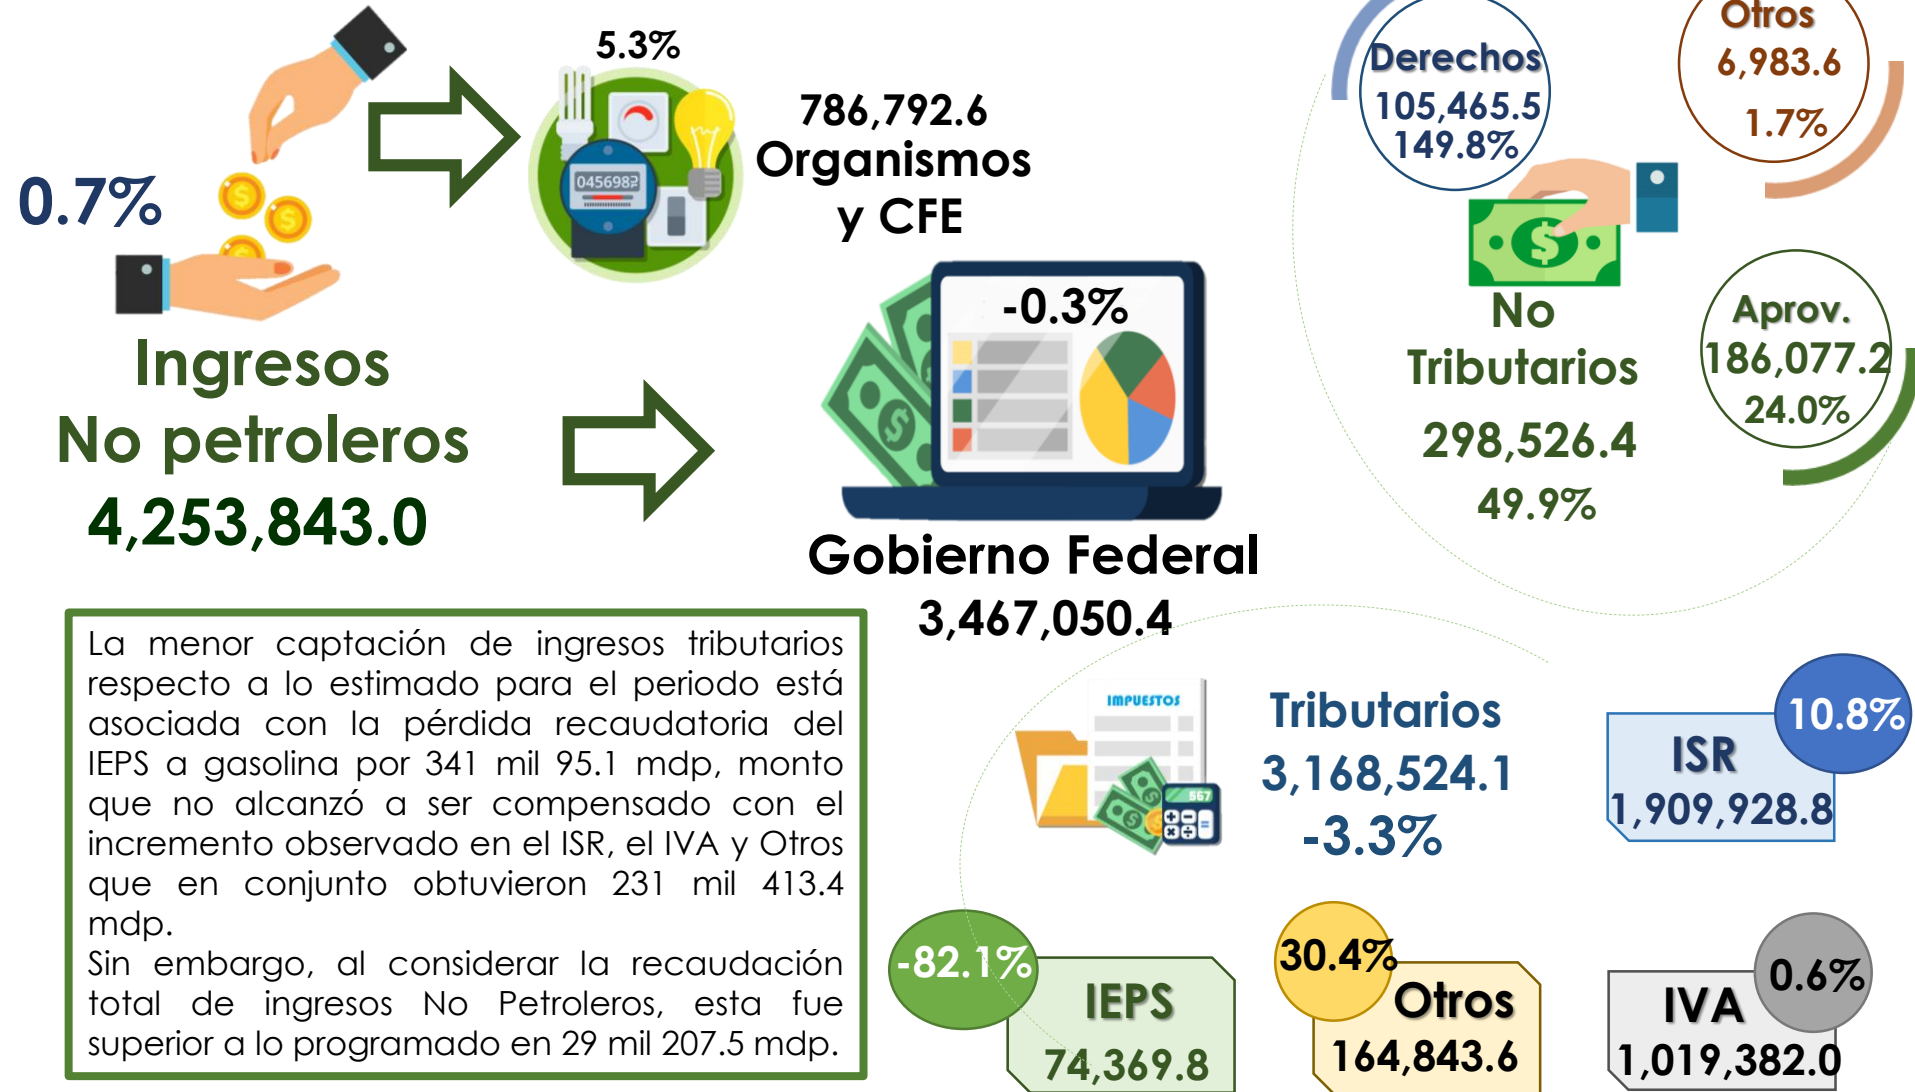 0.7%
Ingresos
No petroleros
4,253,843.0
5.3%
0456982
786,792.6
Organismos
y CFE
-0.3%
Gobierno Federal
3,467,050.4
Derechos
105,465.5
149.8%
Otros
6,983.6
1.7%
No
Tributarios
298,526.4
49.9%
Aprov.
186,077.2
24.0%
La menor captación de ingresos tributarios
respecto a lo estimado para el periodo está
asociada con la pérdida recaudatoria del
IEPS a gasolina por 341 mil 95.1 mdp, monto
que no alcanzó a ser compensado con el
incremento observado en el ISR, el IVA y Otros
que en conjunto obtuvieron 231 mil 413.4
mdp.
Sin embargo, al considerar la recaudación
total de ingresos No Petroleros, esta fue
superior a lo programado en 29 mil 207.5 mdp.
IMPUESTOS
567
Tributarios
3,168,524.1
-3.3%
10.8%
ISR
1,909,928.8
-82.1%
IEPS
74,369.8
30.4%
Otros
164,843.6
0.6%
IVA
1,019,382.0